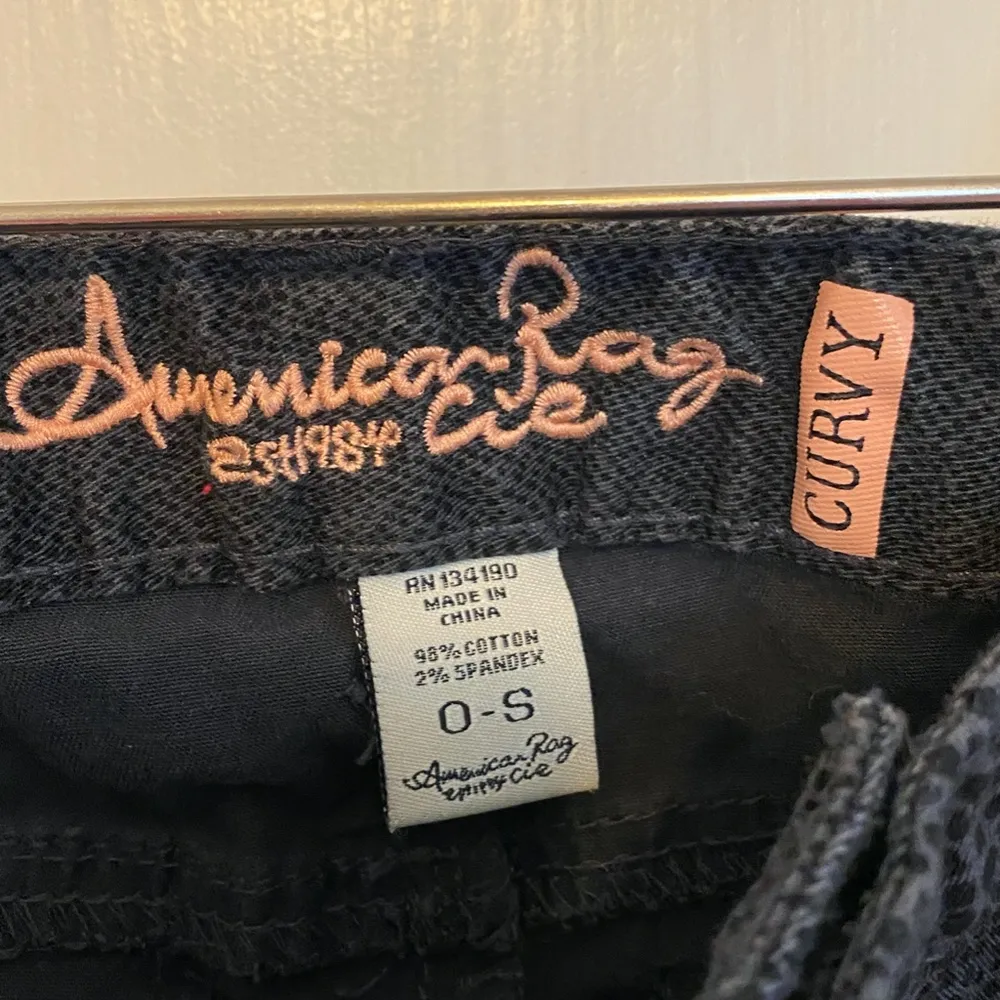 American Rag
Cie
EST1984
CURVY
RN 134190
MADE IN
CHINA
98% COTTON
2% SPANDEX
0-S
American Rag
Cie